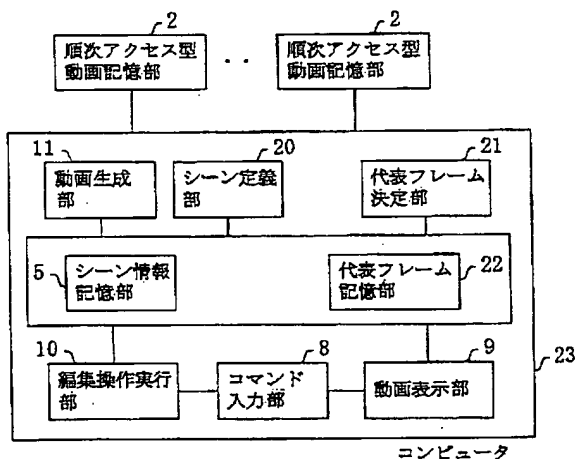 2
2
順次アクセス型
動画記憶部
・・
順次アクセス型
動画記憶部
11
20
21
動画生成
部
シーン定義
部
代表フレーム
決定部
5
シーン情報
記憶部
代表フレーム
記憶部
22
10
8
9
編集操作実行
部
コマンド
入力部
動画表示部
23
コンピュータ